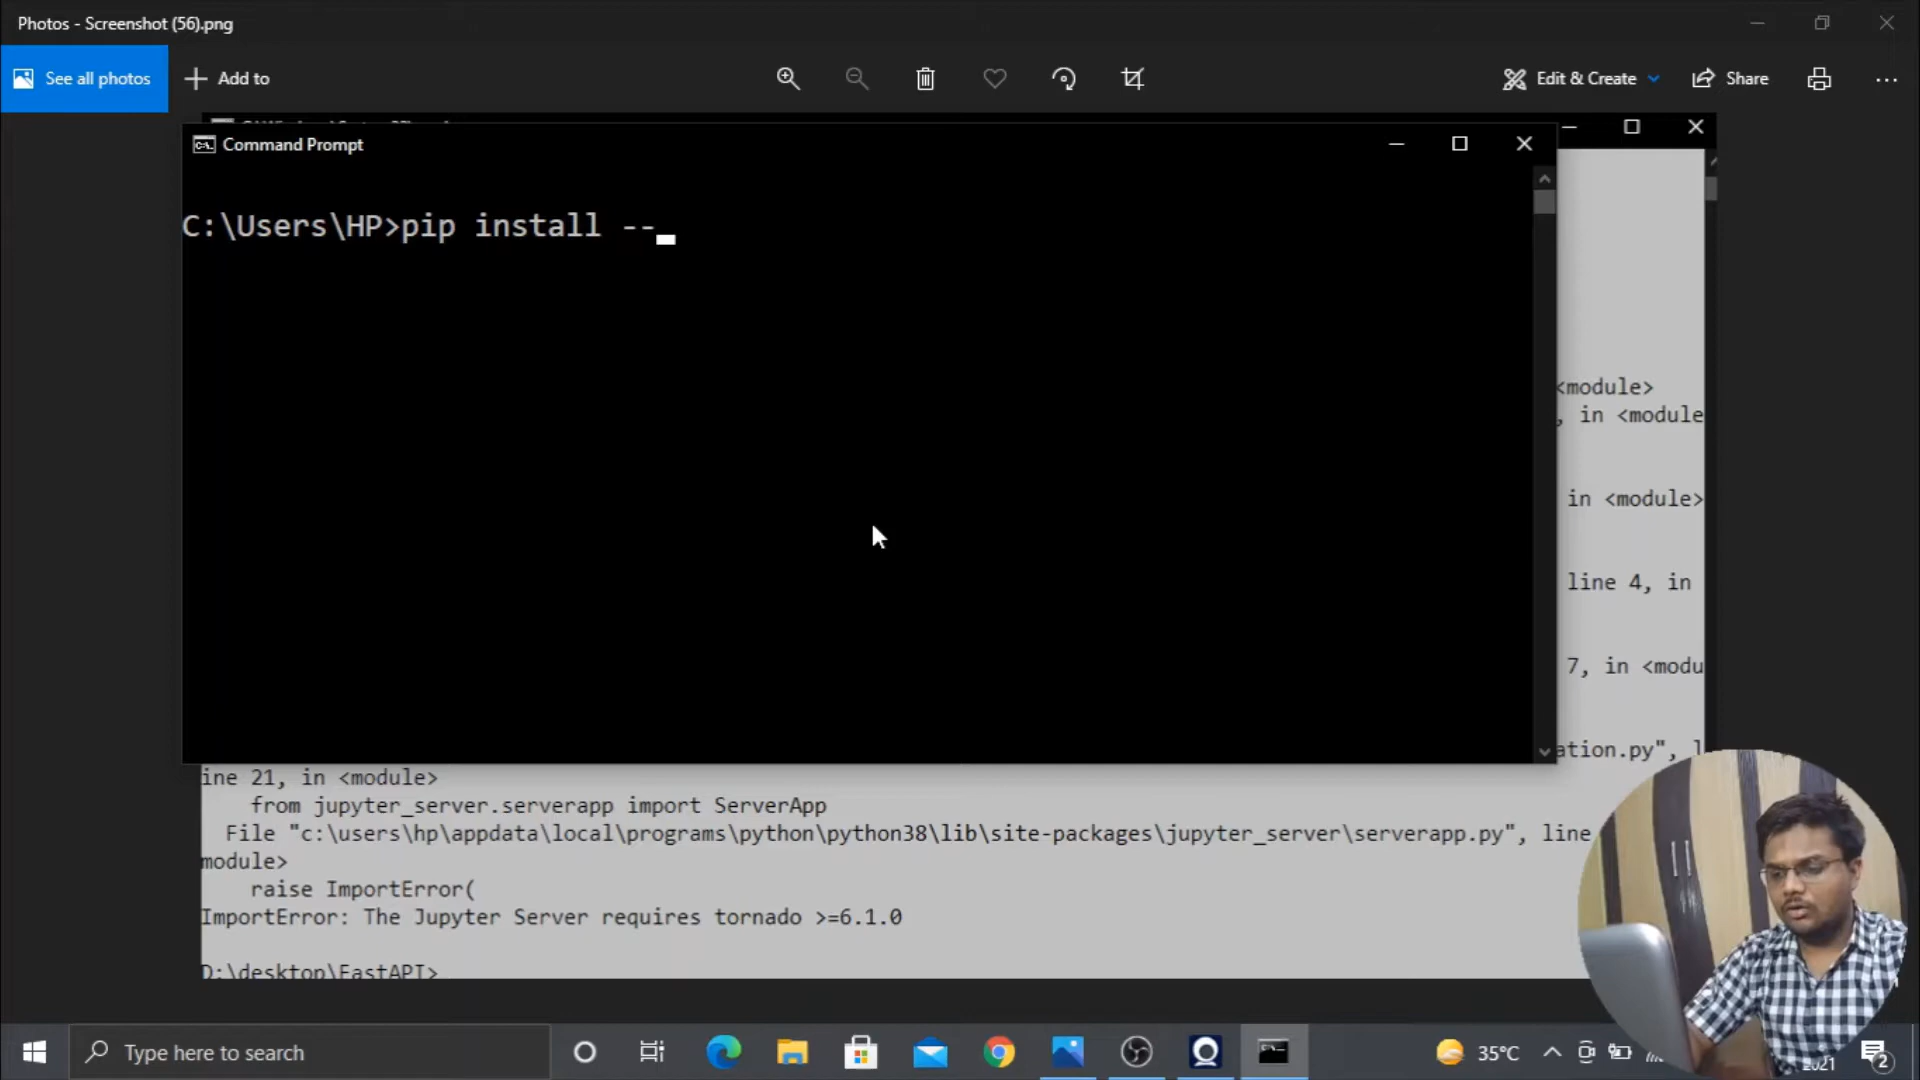 Photos - Screenshot (56).png
See all photos
Add to
Edit & Create
Share
Command Prompt
C:\Users\HP>pip install --
<module>
, in <module
in <module>
line 4, in
7, in <modu
ation.py", l
ine 21, in <module>
from jupyter_server.serverapp import ServerApp
File "c:\users\hp\appdata\local\programs\python\python38\lib\site-packages\jupyter_server\serverapp.py", line
module>
raise ImportError(
ImportError: The Jupyter Server requires tornado >=6.1.0
D:\desktop\FastAPI>
Type here to search
35°C
2021
2